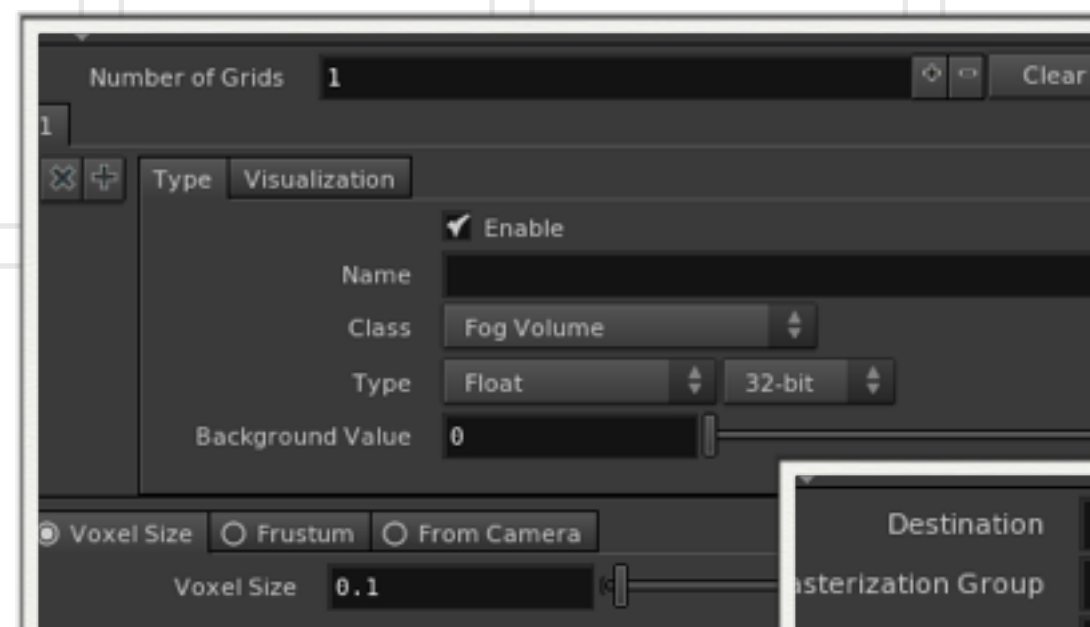 Number of Grids 1 Clear
1
Type Visualization
Enable
Name
Class Fog Volume
Type Float 32-bit
Background Value 0
Voxel Size Frustum From Camera
Voxel Size 0.1
Destination
asterization Group